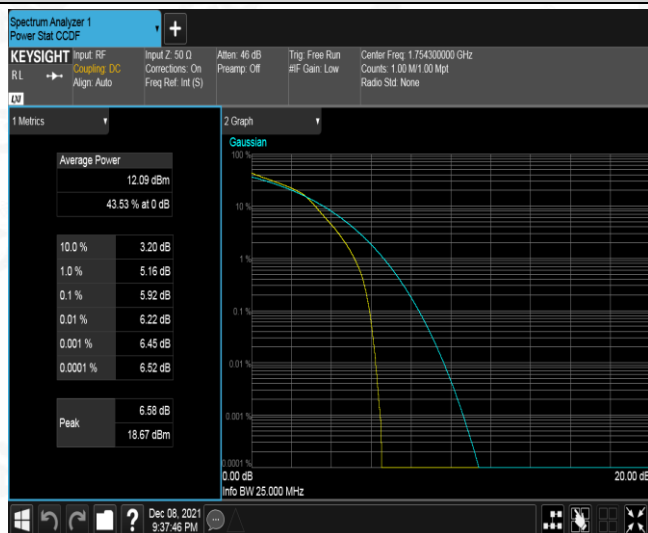 Spectrum Analyzer 1
Power Stat CCDF
+
KEYSIGHT
RL
Input: RF
Coupling: DC
Align: Auto
Input Z: 50 Ω
Corrections: On
Freq Ref: Int (S)
Atten: 46 dB
Preamp: Off
Trig: Free Run
#IF Gain: Low
Center Freq: 1.754300000 GHz
Counts: 1.00 M/1.00 Mpt
Radio Std: None
LXI
1 Metrics
Average Power
12.09 dBm
43.53 % at 0 dB
10.0 % 3.20 dB
1.0 % 5.16 dB
0.1 % 5.92 dB
0.01 % 6.22 dB
0.001 % 6.45 dB
0.0001 % 6.52 dB
Peak
6.58 dB
18.67 dBm
2 Graph
Gaussian
100 %
10 %
1 %
0.1 %
0.01 %
0.001 %
0.0001 %
0.00 dB 20.00 dB
Info BW 25.000 MHz
?
Dec 08, 2021
9:37:46 PM